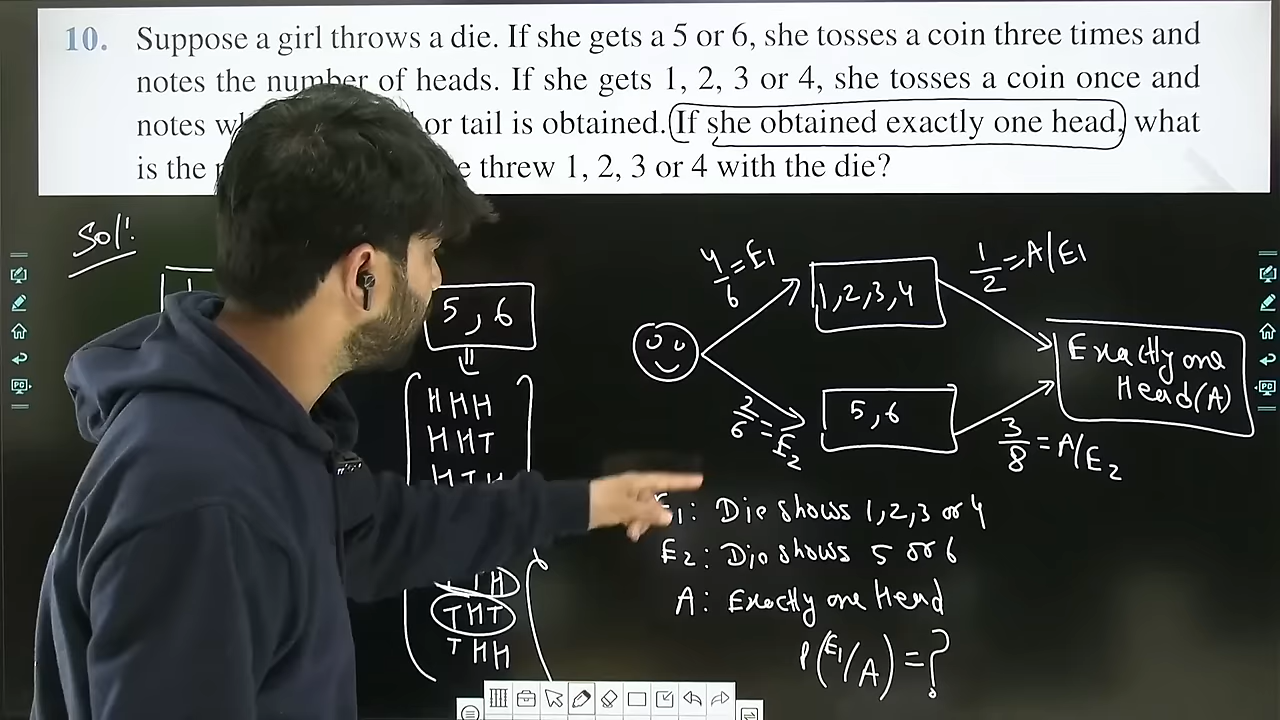 10. Suppose a girl throws a die. If she gets a 5 or 6, she tosses a coin three times and
notes the number of heads. If she gets 1, 2, 3 or 4, she tosses a coin once and
notes or tail is obtained. If she obtained exactly one head, what
is the threw 1, 2, 3 or 4 with the die?
Sol!
5, 6
HHH
HHT
HTH
THT
THH
4/6 = E1
1,2,3,4
1/2 = A/E1
Exactly one
Head(A)
2/6 = E2
5,6
3/8 = A/E2
E1: Die shows 1,2,3 or 4
E2: Die shows 5 or 6
A: Exactly one Head
P(E1/A) = ?